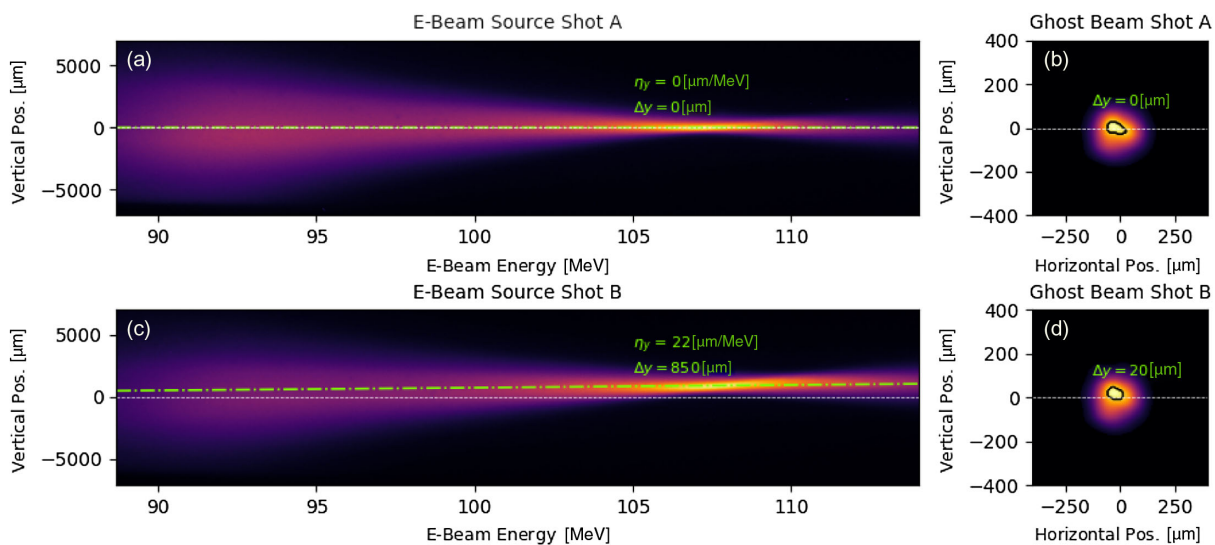 E-Beam Source Shot A
(a)
ηy = 0[μm/MeV]
Δy = 0[μm]
5000
0
−5000
Vertical Pos. [μm]
90
95
100
105
110
E-Beam Energy [MeV]
Ghost Beam Shot A
(b)
Δy = 0[μm]
400
200
0
−200
−400
Vertical Pos. [μm]
−250
0
250
Horizontal Pos. [μm]
E-Beam Source Shot B
(c)
ηy = 22[μm/MeV]
Δy = 850[μm]
5000
0
−5000
Vertical Pos. [μm]
90
95
100
105
110
E-Beam Energy [MeV]
Ghost Beam Shot B
(d)
Δy = 20[μm]
400
200
0
−200
−400
Vertical Pos. [μm]
−250
0
250
Horizontal Pos. [μm]